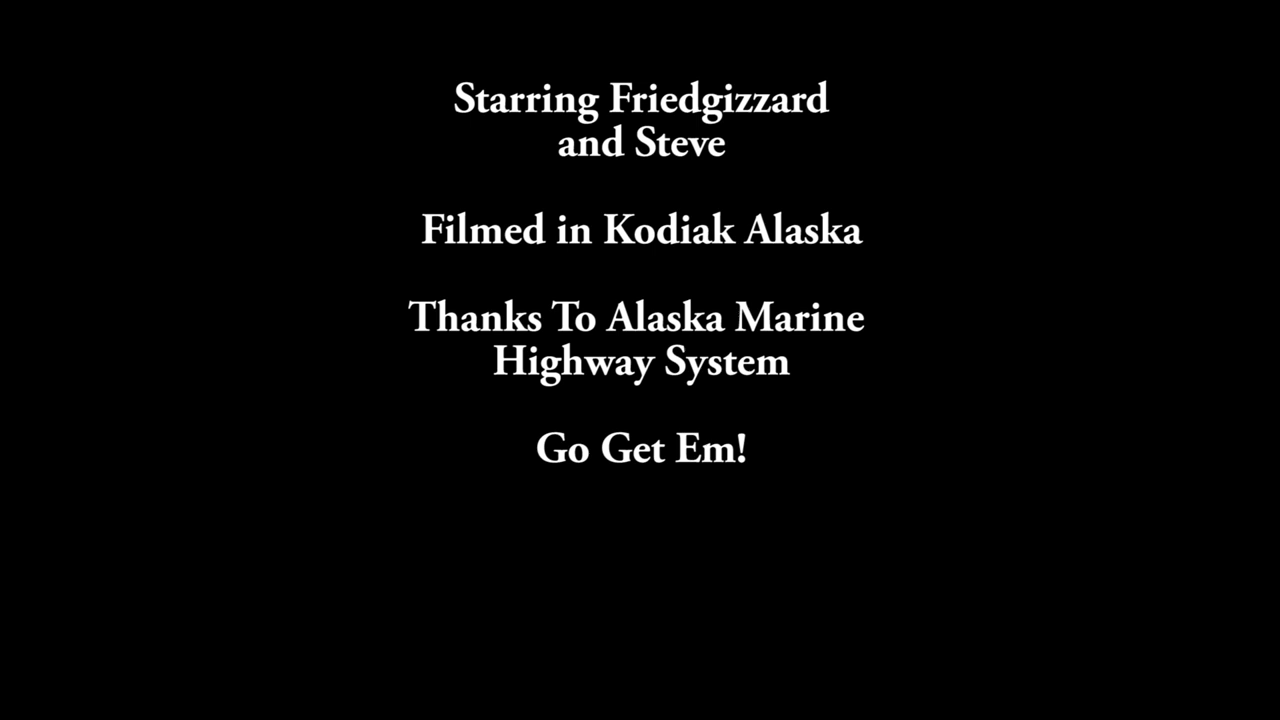 Starring Friedgizzard
and Steve
Filmed in Kodiak Alaska
Thanks To Alaska Marine
Highway System
Go Get Em!